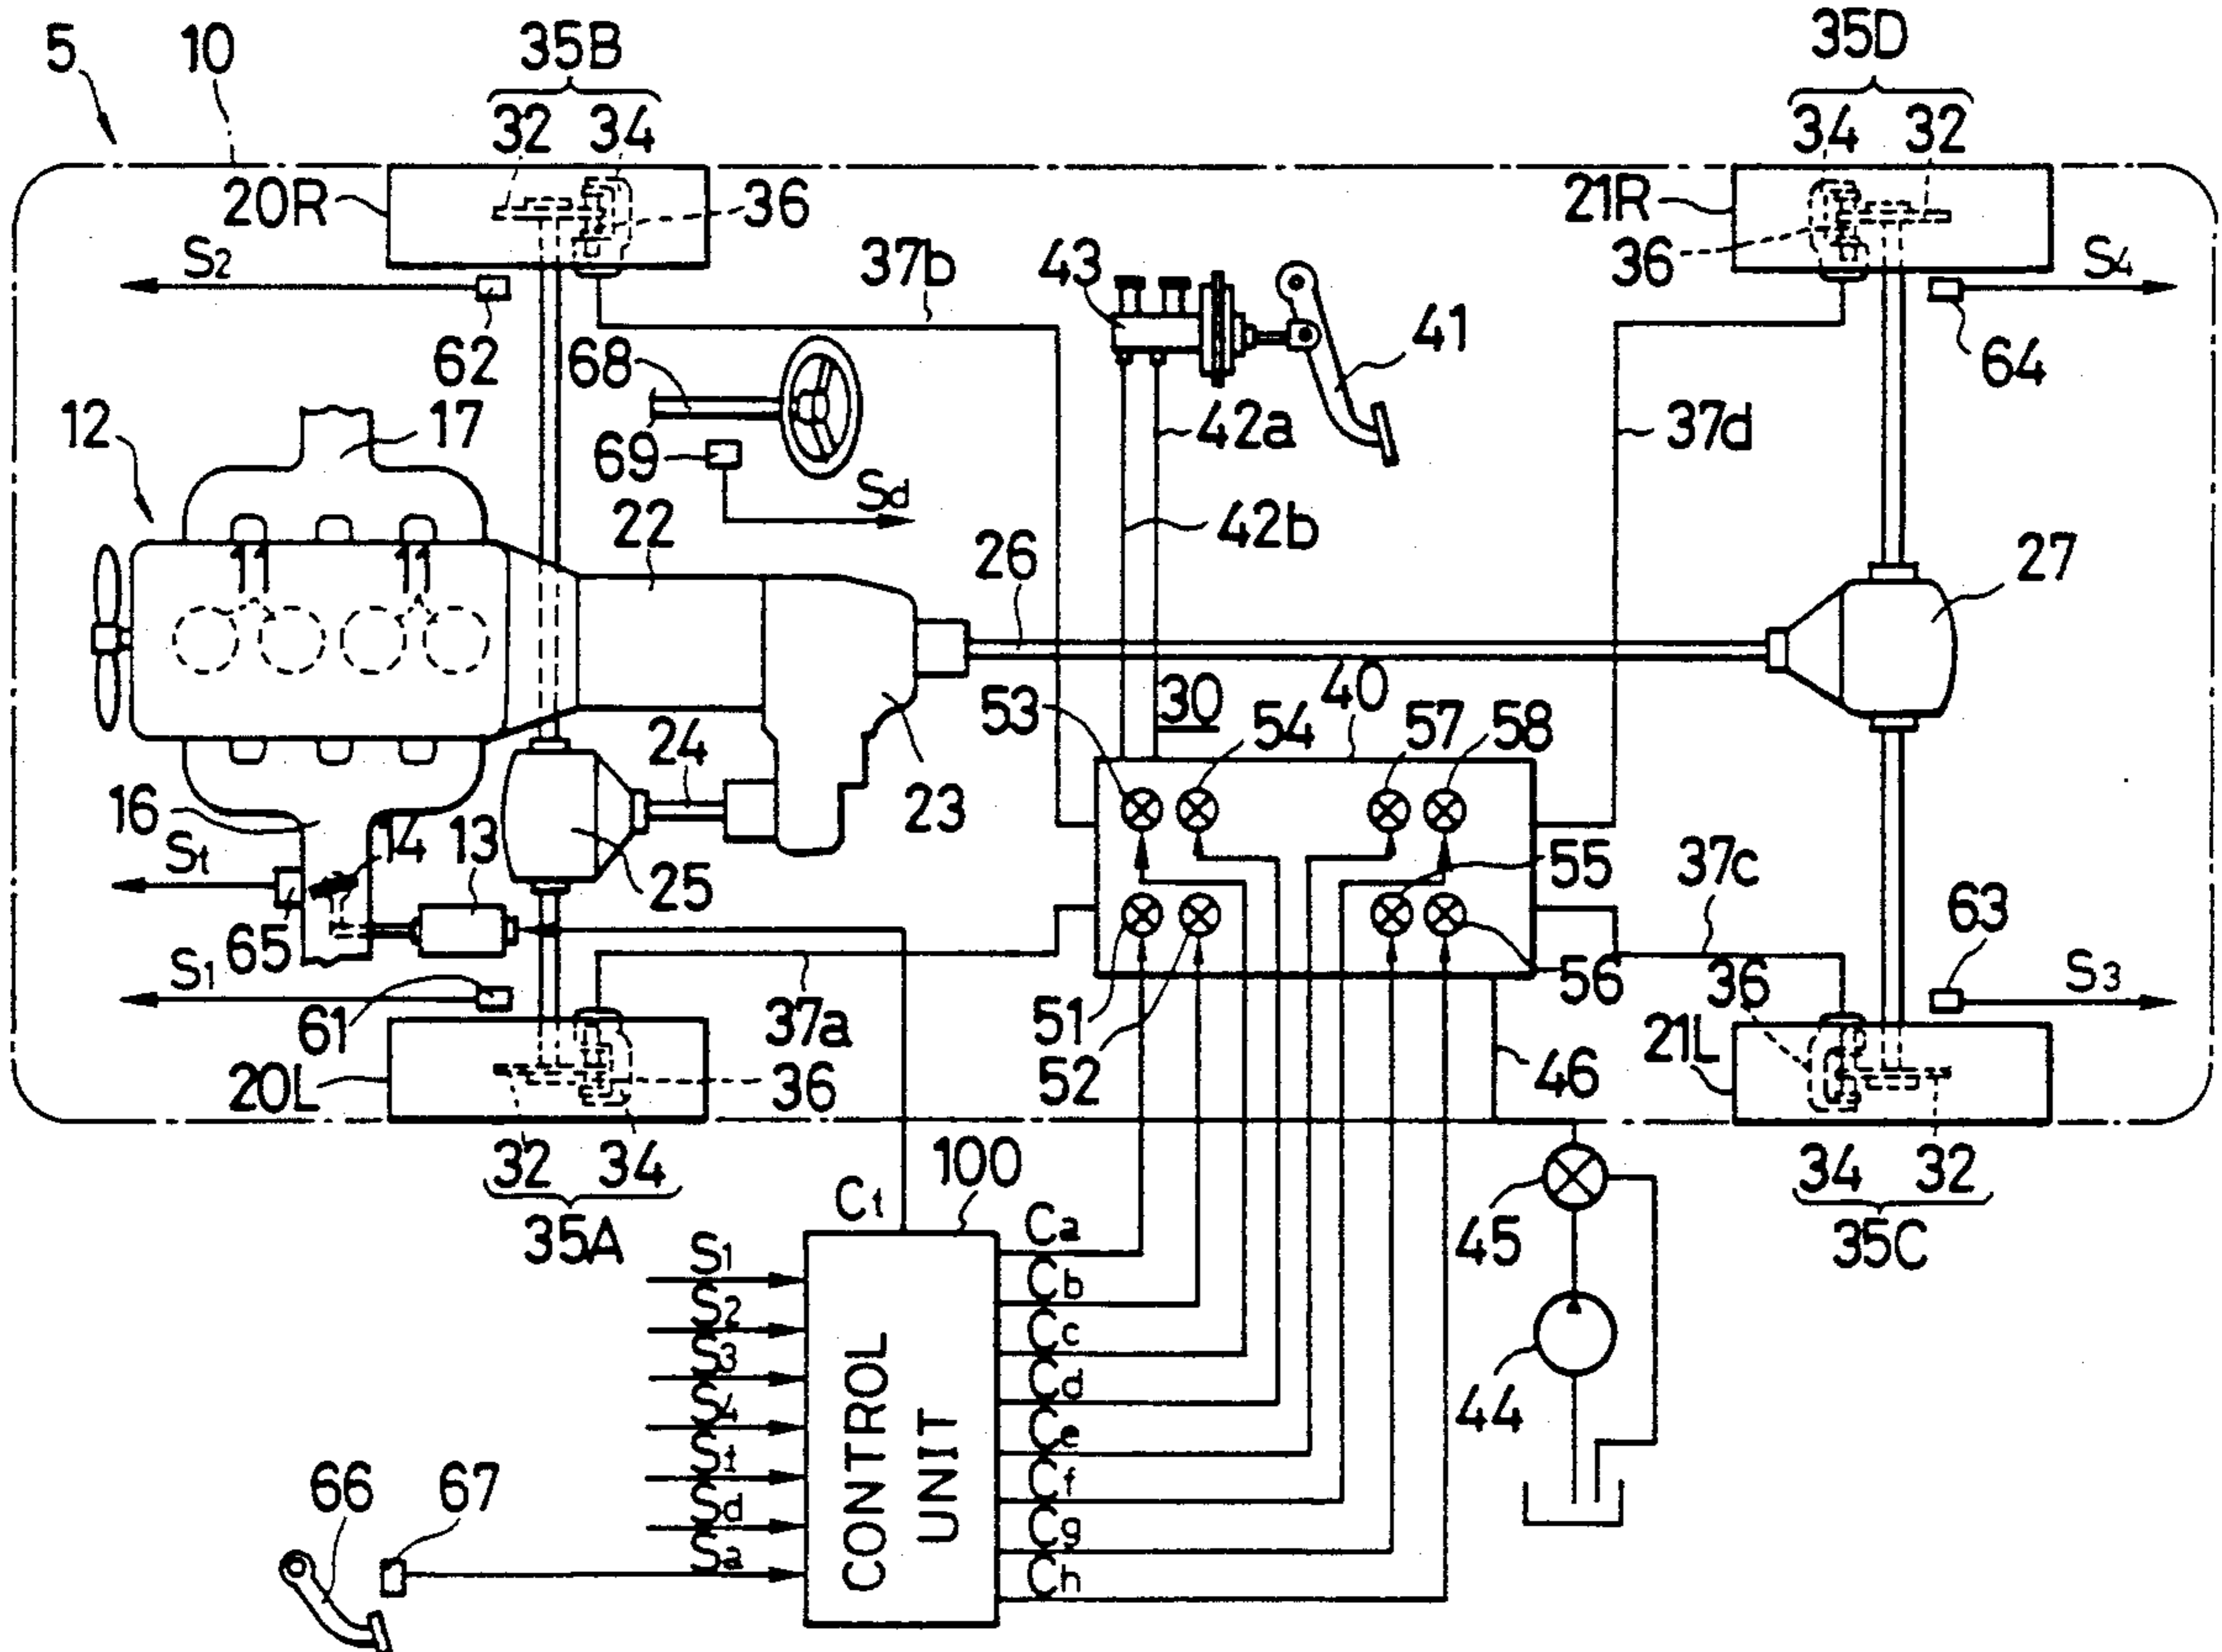 5
10
35B
35D
32
34
34
32
20R
36
21R
36
S2
37b
43
S4
62
68
41
64
12
17
69
42a
37d
Sd
22
42b
26
27
53
30
54
40
57
58
24
16
14
13
23
St
25
55
37c
63
65
S1
61
37a
51
52
56
36
S3
20L
36
46
21L
32
34
100
34
32
35A
Ct
45
35C
S1
Ca
S2
Cb
S3
Cc
S4
Cd
44
St
Ce
Sd
Cf
Sa
Cg
Ch
66
67
CONTROL
UNIT